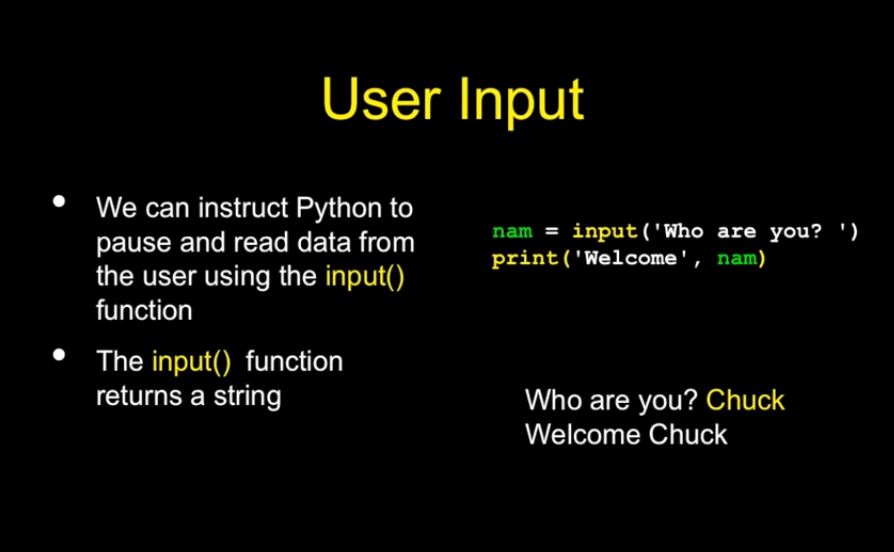 User Input
• We can instruct Python to
pause and read data from
the user using the input()
function
• The input() function
returns a string
nam = input('Who are you? ')
print('Welcome', nam)
Who are you? Chuck
Welcome Chuck